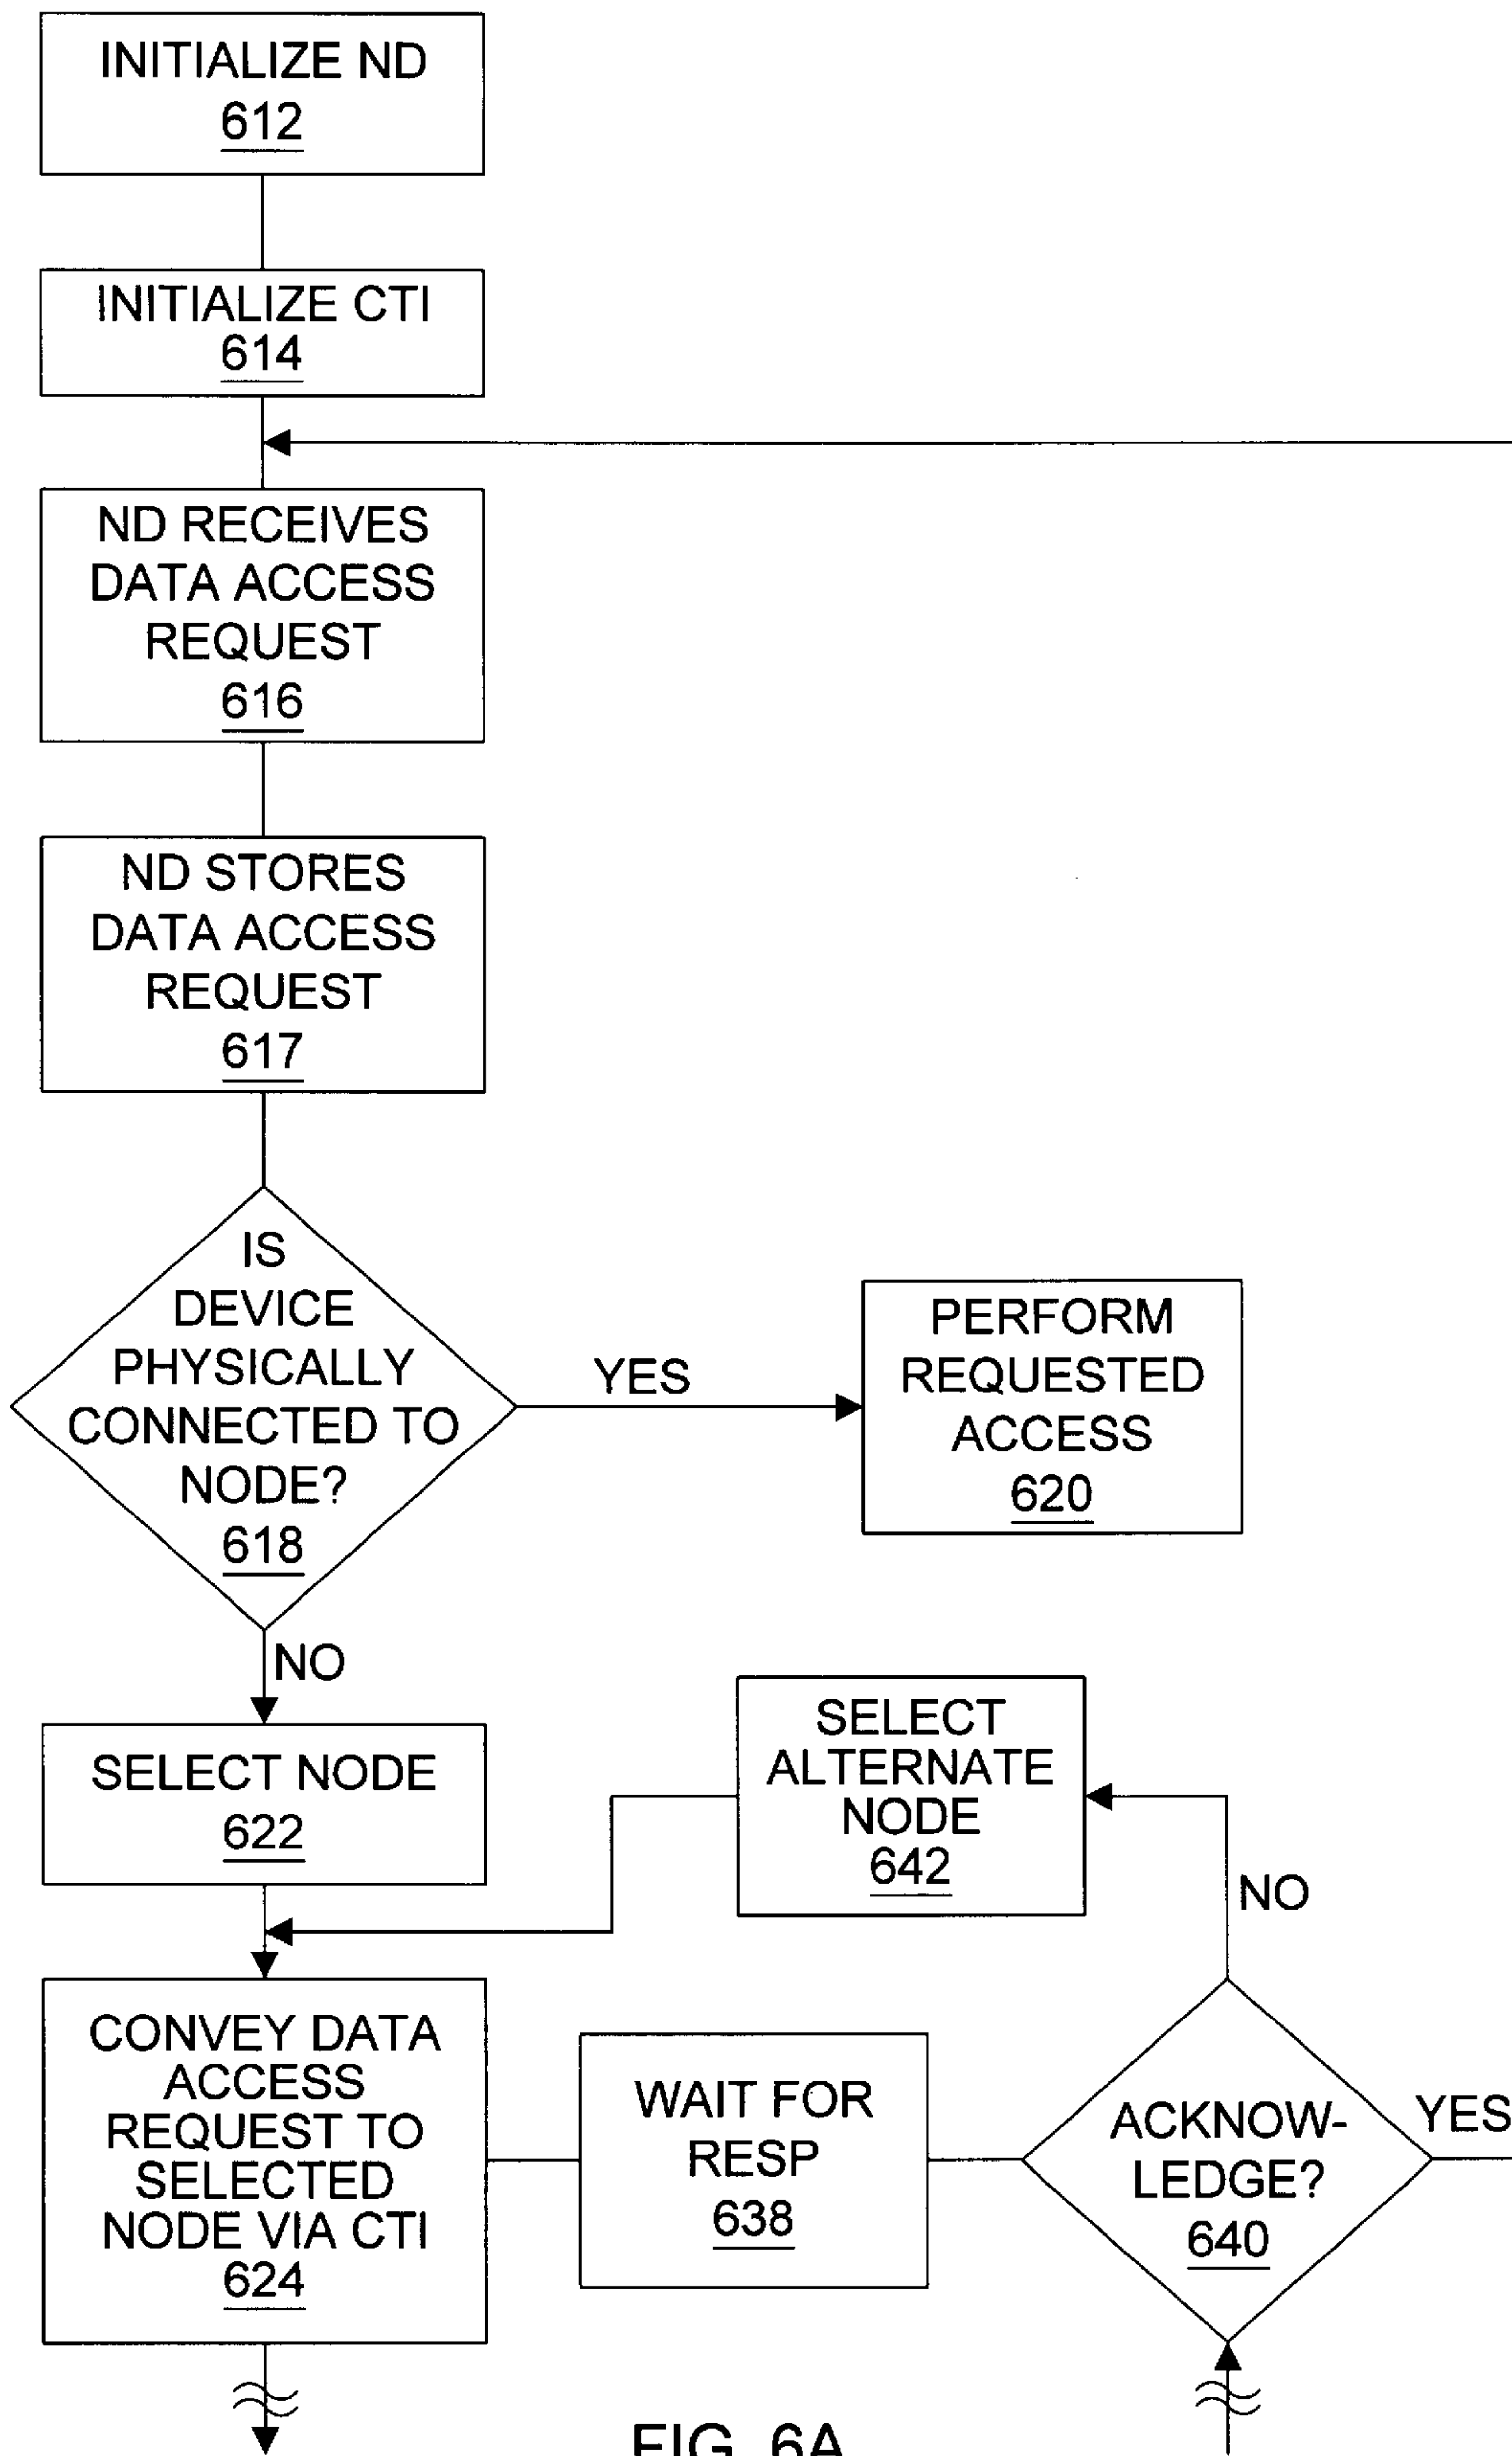 INITIALIZE ND
612
INITIALIZE CTI
614
ND RECEIVES
DATA ACCESS
REQUEST
616
ND STORES
DATA ACCESS
REQUEST
617
IS
DEVICE
PHYSICALLY
CONNECTED TO
NODE?
618
YES
PERFORM
REQUESTED
ACCESS
620
NO
SELECT NODE
622
SELECT
ALTERNATE
NODE
642
NO
CONVEY DATA
ACCESS
REQUEST TO
SELECTED
NODE VIA CTI
624
WAIT FOR
RESP
638
ACKNOW-
LEDGE?
640
YES
FIG. 6A